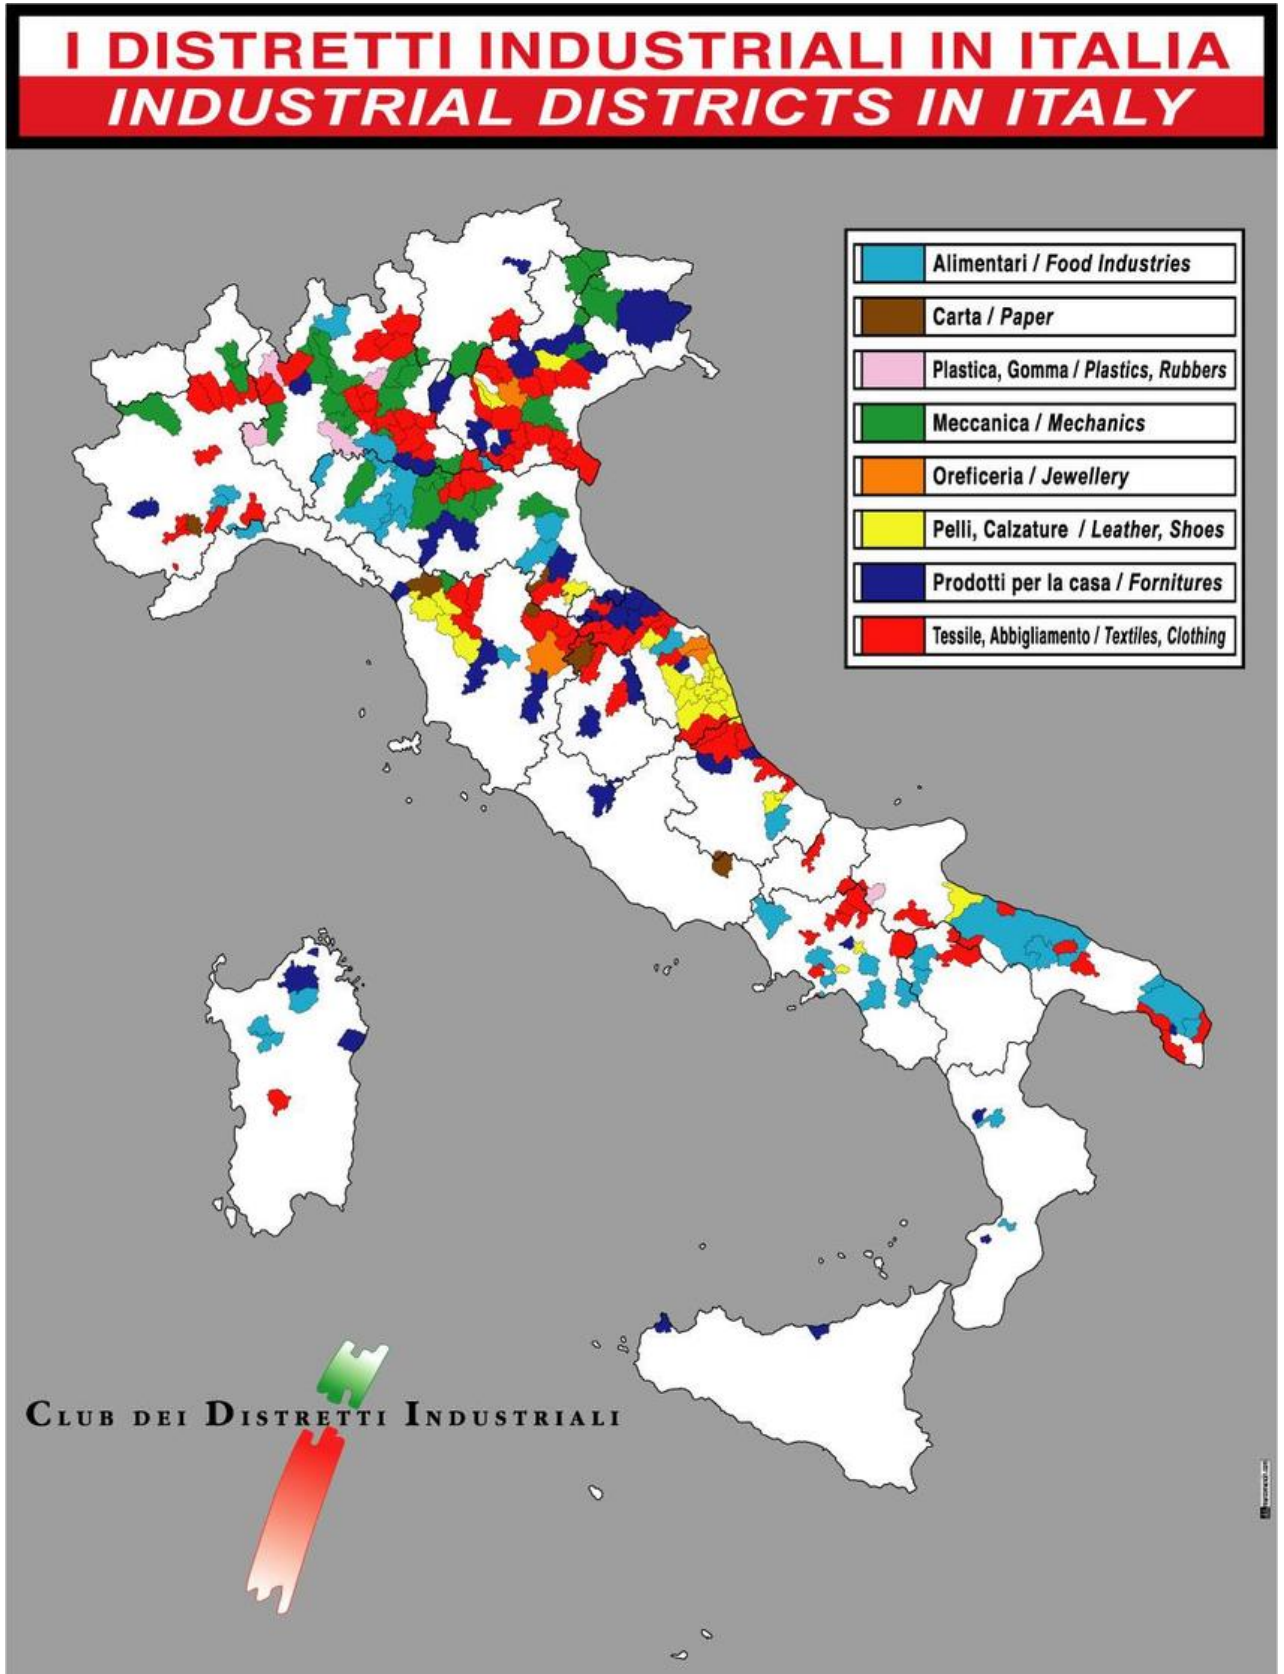 I DISTRETTI INDUSTRIALI IN ITALIA
INDUSTRIAL DISTRICTS IN ITALY
Alimentari / Food Industries
Carta / Paper
Plastica, Gomma / Plastics, Rubbers
Meccanica / Mechanics
Oreficeria / Jewellery
Pelli, Calzature / Leather, Shoes
Prodotti per la casa / Fornitures
Tessile, Abbigliamento / Textiles, Clothing
CLUB DEI DISTRETTI INDUSTRIALI